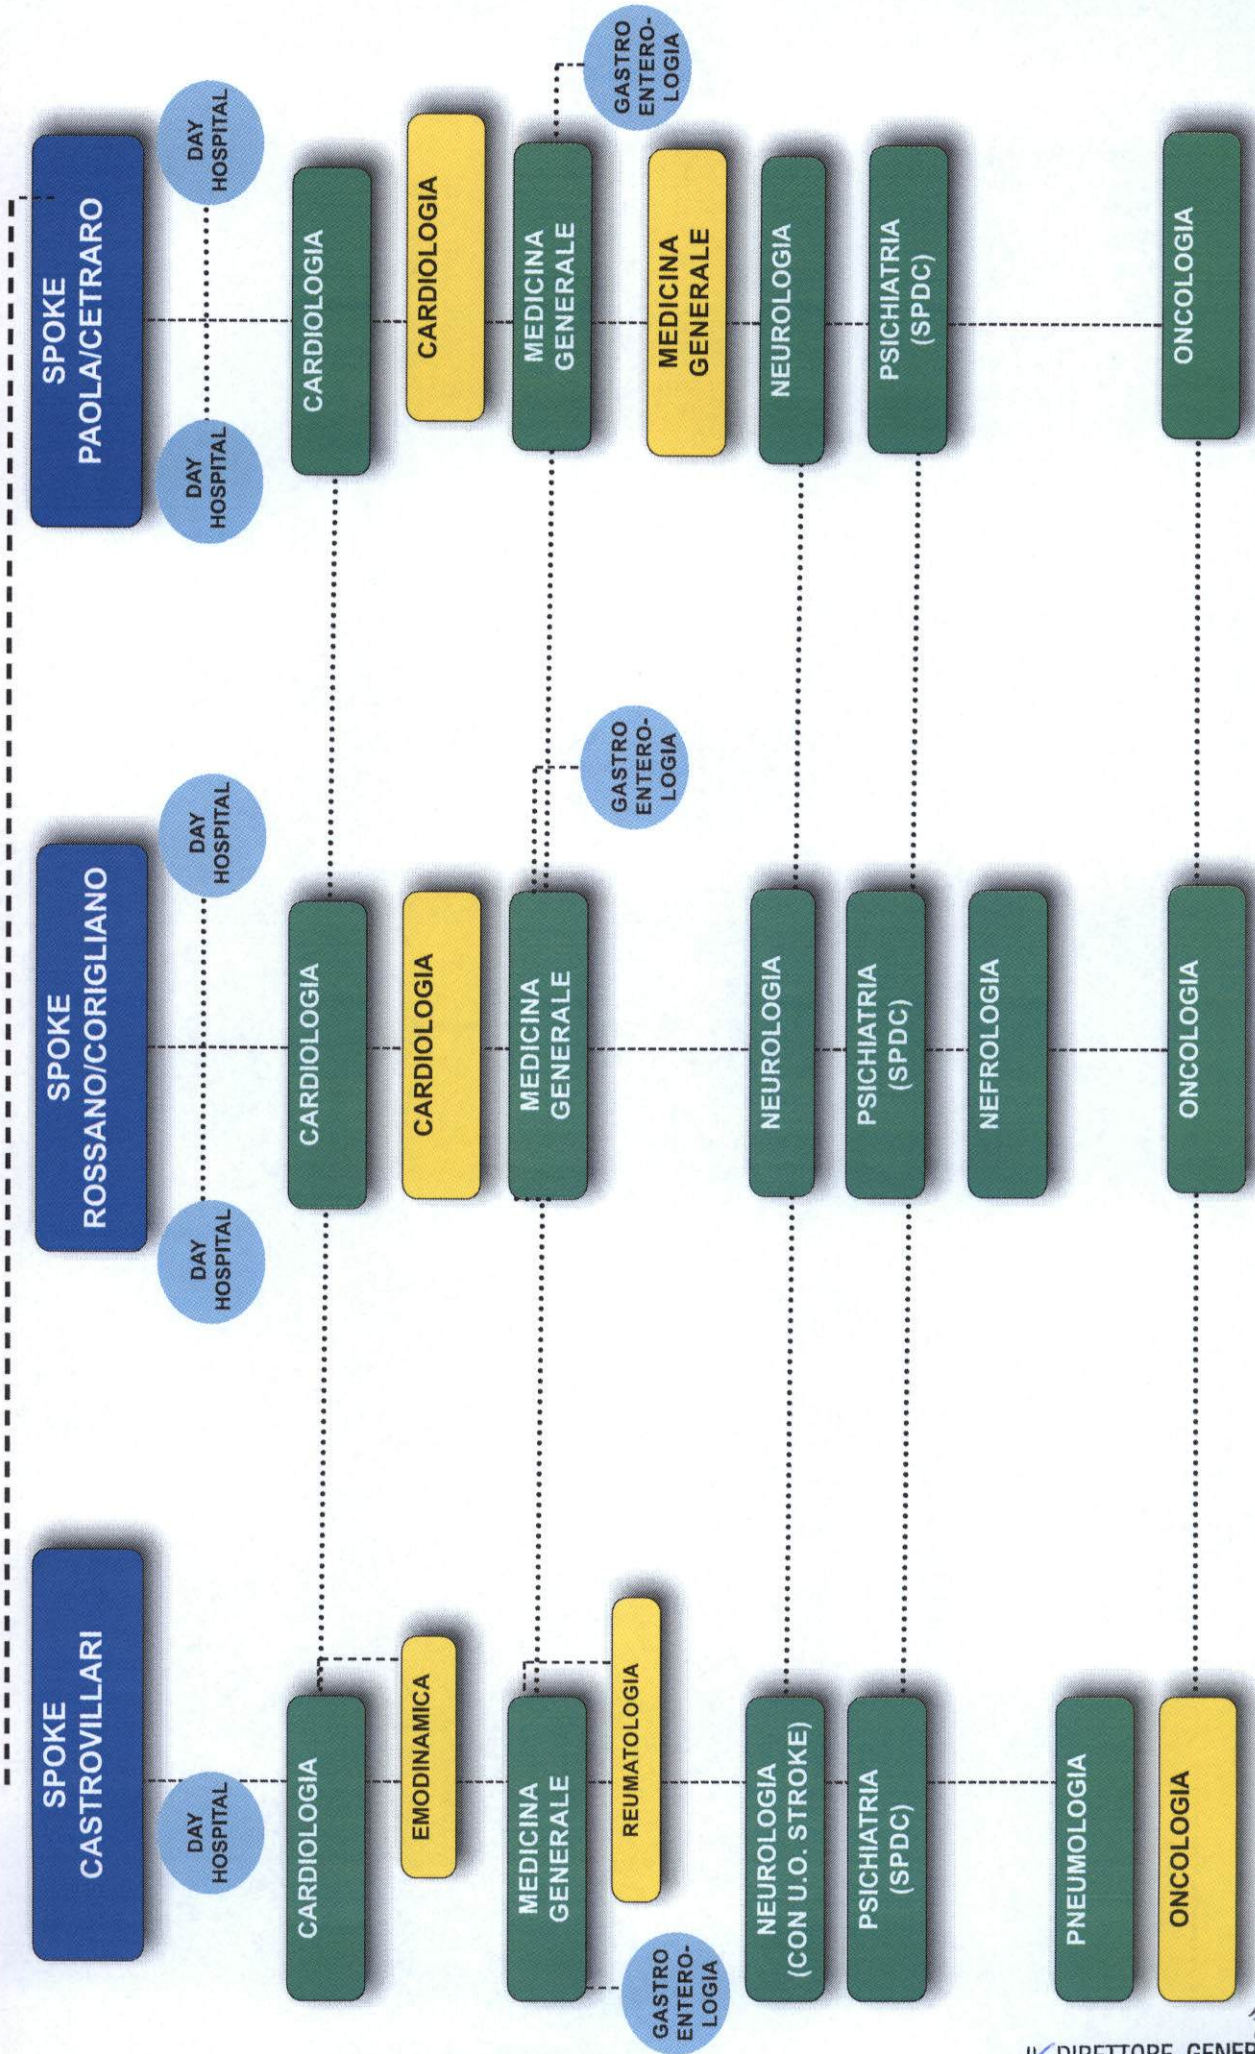 SPOKE
CASTROVILLARI
DAY
HOSPITAL
CARDIOLOGIA
EMODINAMICA
MEDICINA
GENERALE
REUMATOLOGIA
GASTRO
ENTERO-
LOGIA
NEUROLOGIA
(CON U.O. STROKE)
PSICHIATRIA
(SPDC)
PNEUMOLOGIA
ONCOLOGIA
SPOKE
ROSSANO/CORIGLIANO
DAY
HOSPITAL
DAY
HOSPITAL
CARDIOLOGIA
CARDIOLOGIA
MEDICINA
GENERALE
GASTRO
ENTERO-
LOGIA
NEUROLOGIA
PSICHIATRIA
(SPDC)
NEFROLOGIA
ONCOLOGIA
SPOKE
PAOLA/CETRARO
DAY
HOSPITAL
DAY
HOSPITAL
CARDIOLOGIA
CARDIOLOGIA
MEDICINA
GENERALE
GASTRO
ENTERO-
LOGIA
MEDICINA
GENERALE
NEUROLOGIA
PSICHIATRIA
(SPDC)
ONCOLOGIA
DIRETTORE GENER